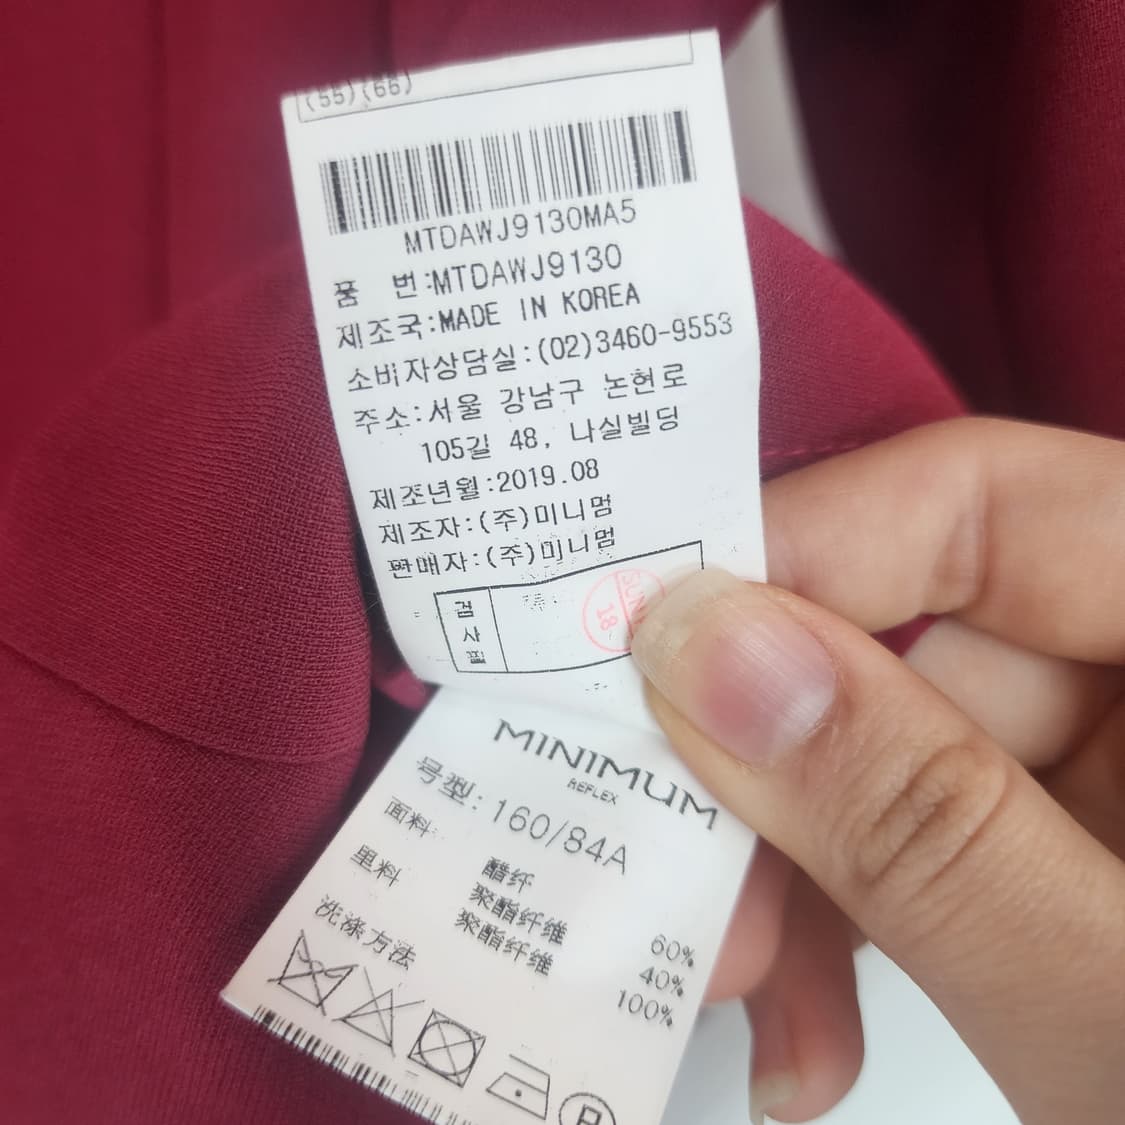 (55)(66)
MTDAWJ9130MA5
품 번:MTDAWJ9130
제조국:MADE IN KOREA
소비자상담실:(02)3460-9553
주소:서울 강남구 논현로
105길 48, 나실빌딩
제조년월:2019.08
제조자:(주)미니멈
판매자:(주)미니멈
검
사
필
18
MINIMUM
REFLEX
号型: 160/84A
面料 醋纤 60%
聚酯纤维 40%
里料 聚酯纤维 100%
洗涤方法
P